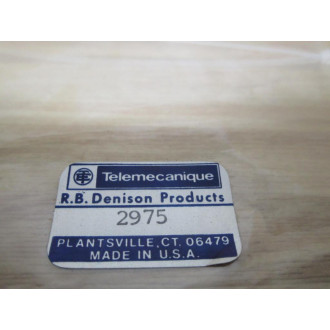 Telemecanique
R.B. Denison Products
2975
PLANTSVILLE, CT. 06479
MADE IN U.S.A.